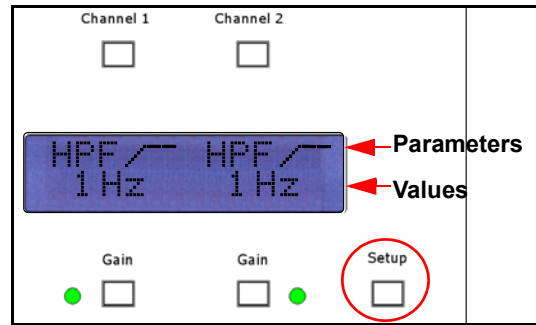 Channel 1 Channel 2
HPF HPF Parameters
1 Hz 1 Hz Values
Gain Gain Setup